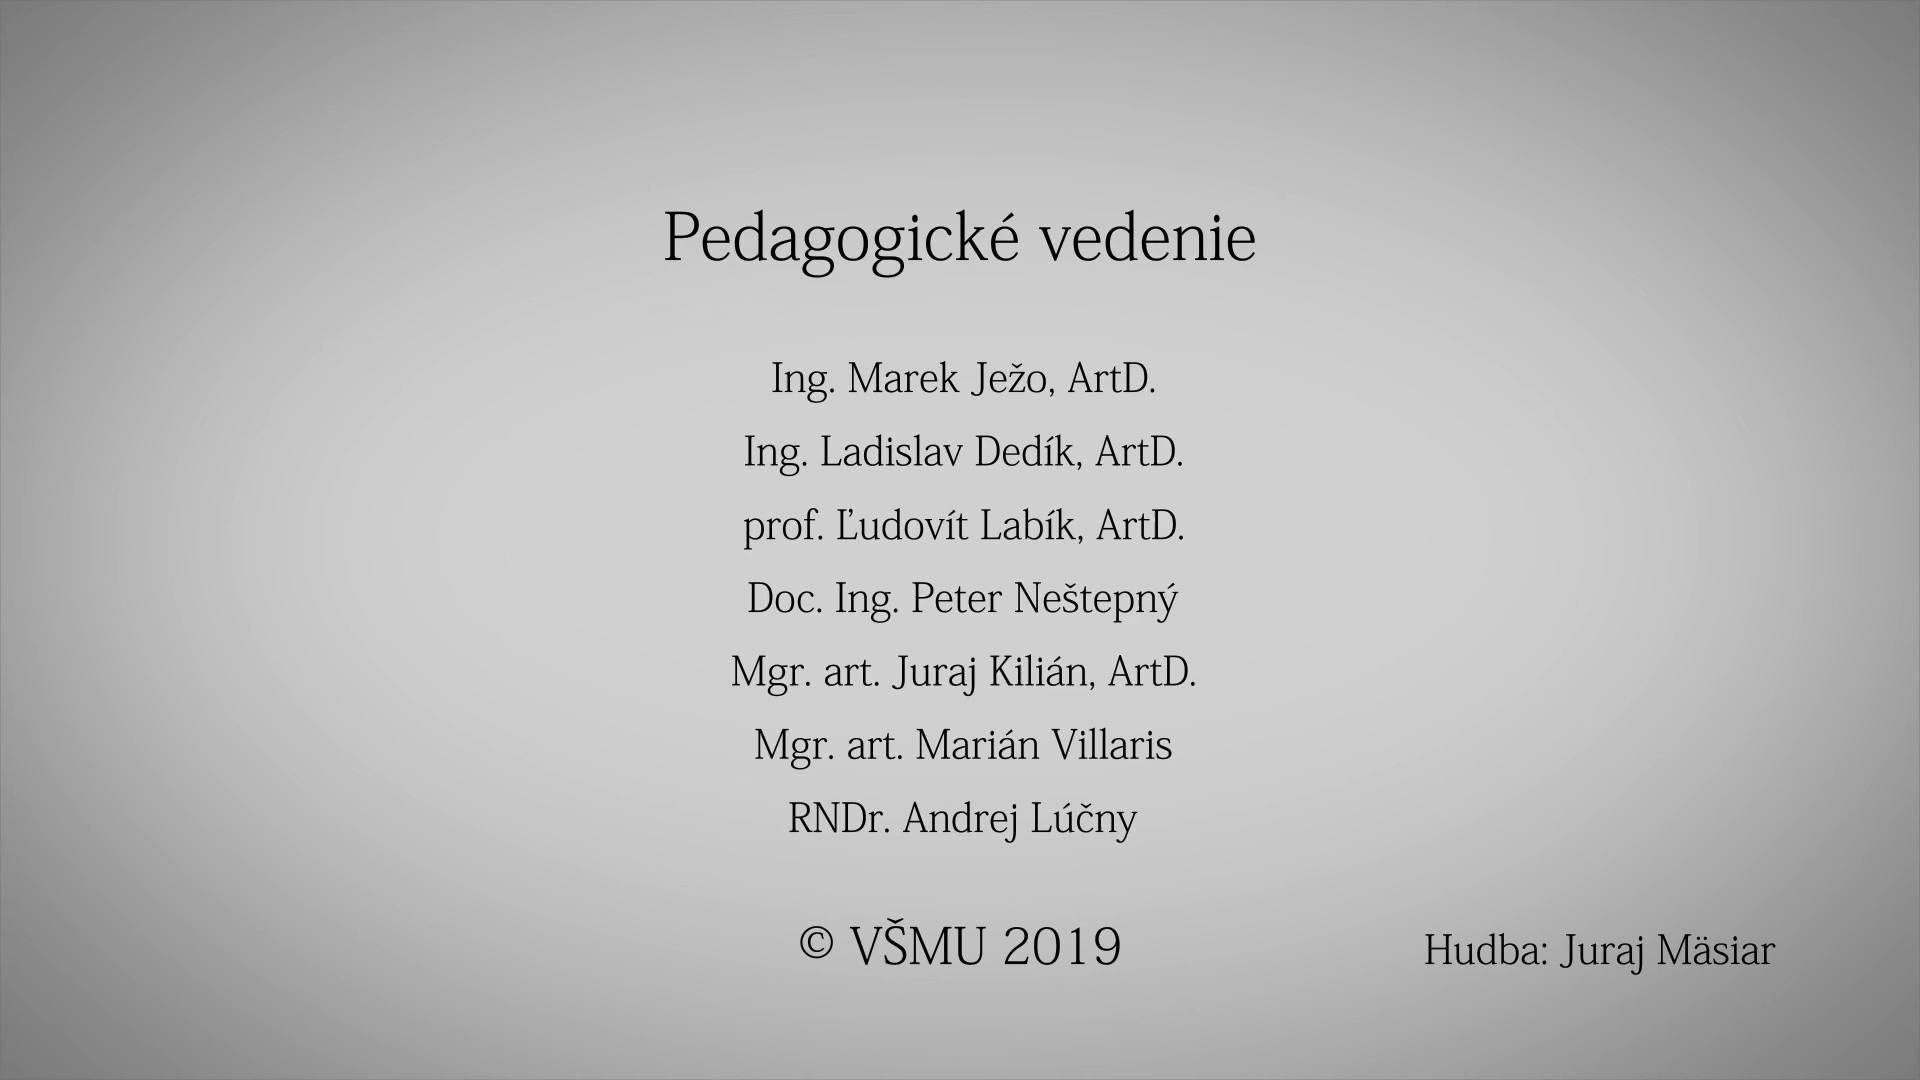 Pedagogické vedenie
Ing. Marek Ježo, ArtD.
Ing. Ladislav Dedík, ArtD.
prof. Ľudovít Labík, ArtD.
Doc. Ing. Peter Neštepný
Mgr. art. Juraj Kilián, ArtD.
Mgr. art. Marián Villaris
RNDr. Andrej Lúčny
© VŠMU 2019
Hudba: Juraj Mäsiar